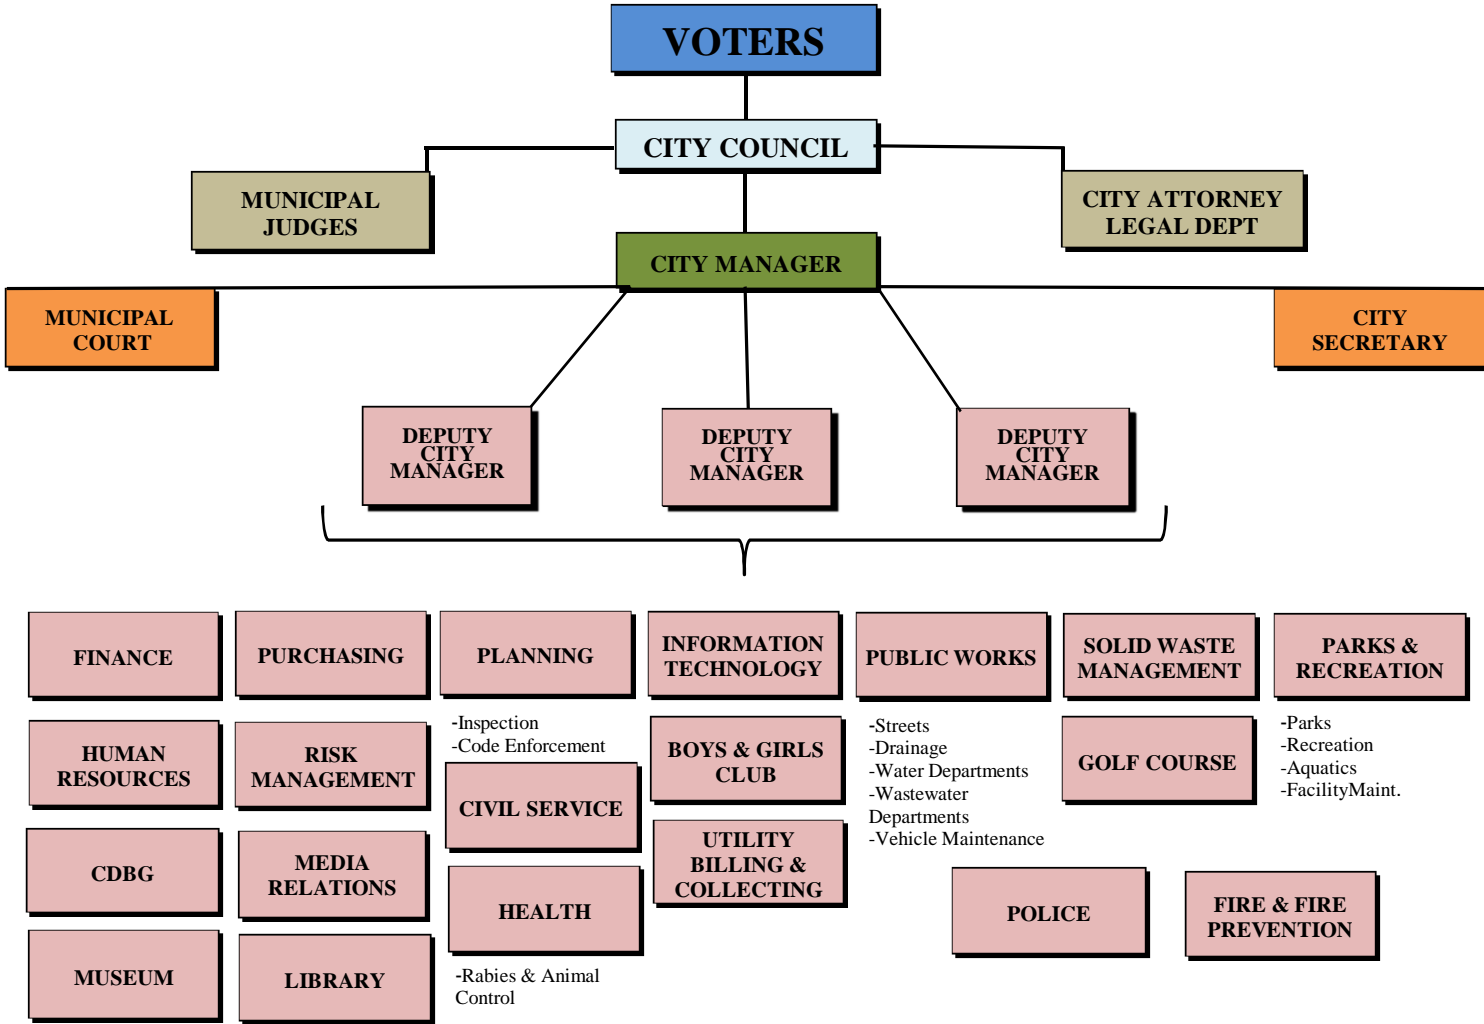 VOTERS
CITY COUNCIL
MUNICIPAL
JUDGES
CITY ATTORNEY
LEGAL DEPT
CITY MANAGER
MUNICIPAL
COURT
CITY
SECRETARY
DEPUTY
CITY
MANAGER
DEPUTY
CITY
MANAGER
DEPUTY
CITY
MANAGER
FINANCE
PURCHASING
PLANNING
INFORMATION
TECHNOLOGY
PUBLIC WORKS
SOLID WASTE
MANAGEMENT
PARKS &
RECREATION
HUMAN
RESOURCES
RISK
MANAGEMENT
-Inspection
-Code Enforcement
CIVIL SERVICE
BOYS & GIRLS
CLUB
-Streets
-Drainage
-Water Departments
-Wastewater
Departments
-Vehicle Maintenance
GOLF COURSE
-Parks
-Recreation
-Aquatics
-FacilityMaint.
CDBG
MEDIA
RELATIONS
HEALTH
UTILITY
BILLING &
COLLECTING
POLICE
FIRE & FIRE
PREVENTION
MUSEUM
LIBRARY
-Rabies & Animal
Control